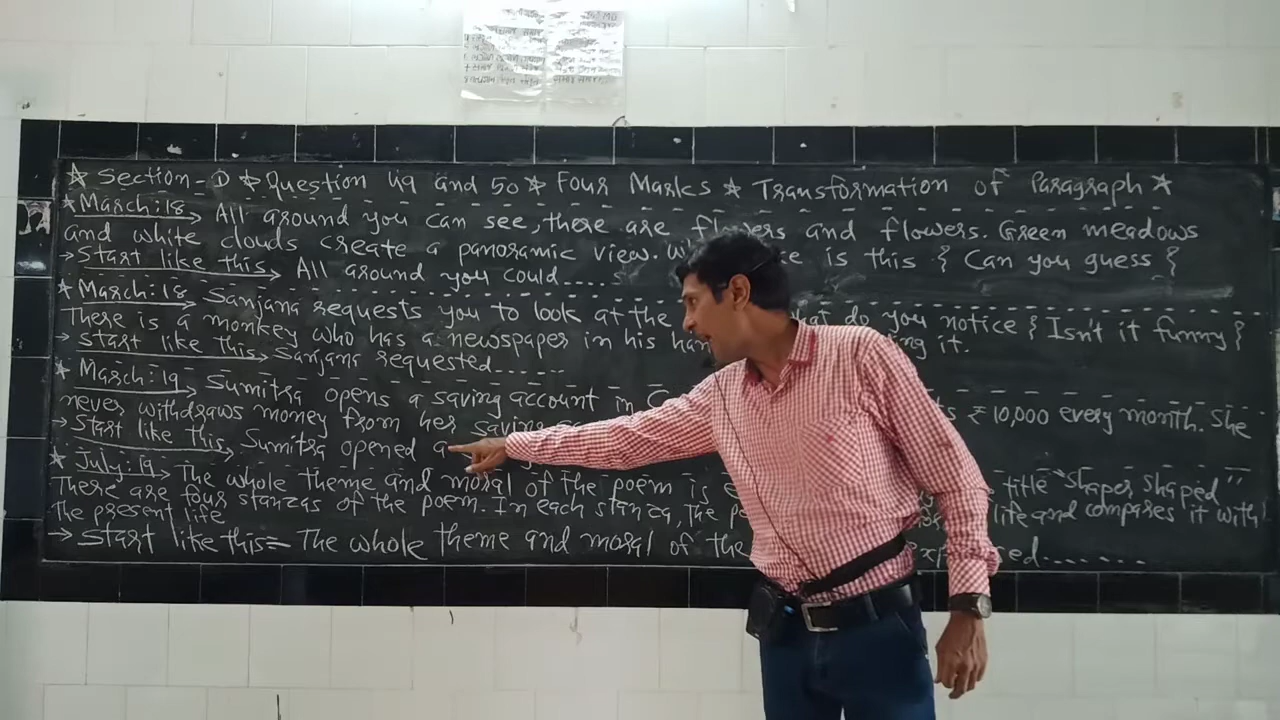 ★ Section = D ★ Question 49 and 50 ★ Four Marks ★ Transformation of Paragraph ★
★ March:18 → All around you can see, there are flowers and flowers. Green meadows
and white clouds create a panoramic view. is this { Can you guess {
→ Start like this → All around you could....
★ March:18 → Sanjana requests you to look at the do you notice { Isn't it funny }
There is a monkey who has a newspaper in his it.
→ Start like this → Sanjana requested......
★ March:19 → Sumitra opens a saving account in ₹10,000 every month. She
never withdraws money from her saving
→ Start like this → Sumitra opened a
★ July:19 → The whole theme and moral of the poem is title "Shaper Shaped"
There are four stanzas of the poem. In each stanza, the life and compares it with
The present life
→ Start like this = The whole theme and moral of the